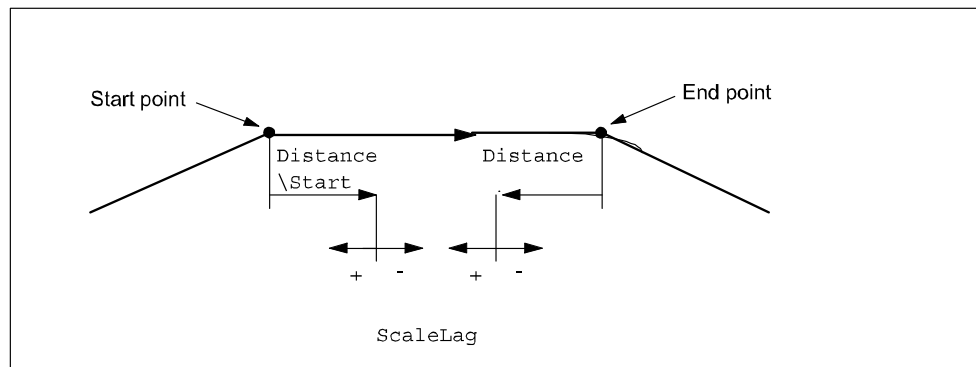 Start point
End point
Distance
\Start
Distance
+ -
+ -
ScaleLag